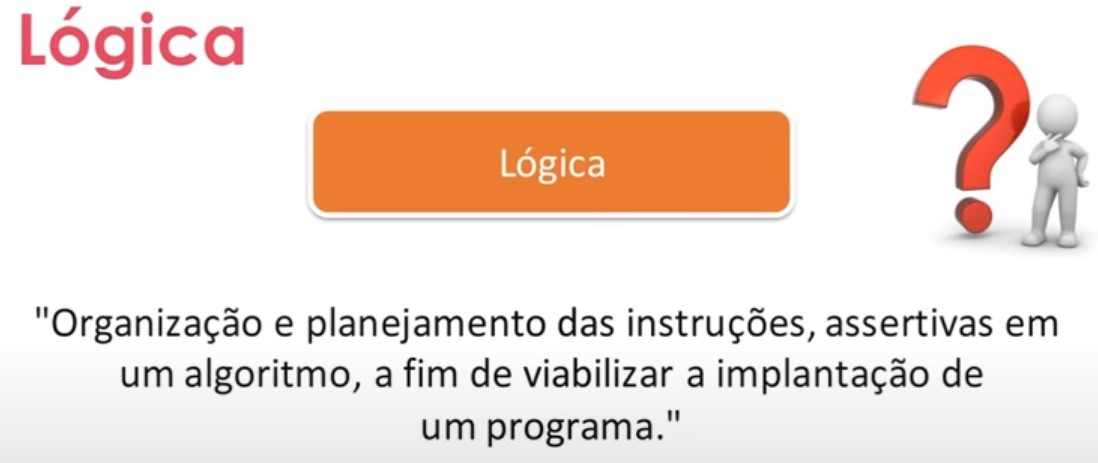 Lógica
Lógica
"Organização e planejamento das instruções, assertivas em
um algoritmo, a fim de viabilizar a implantação de
um programa."